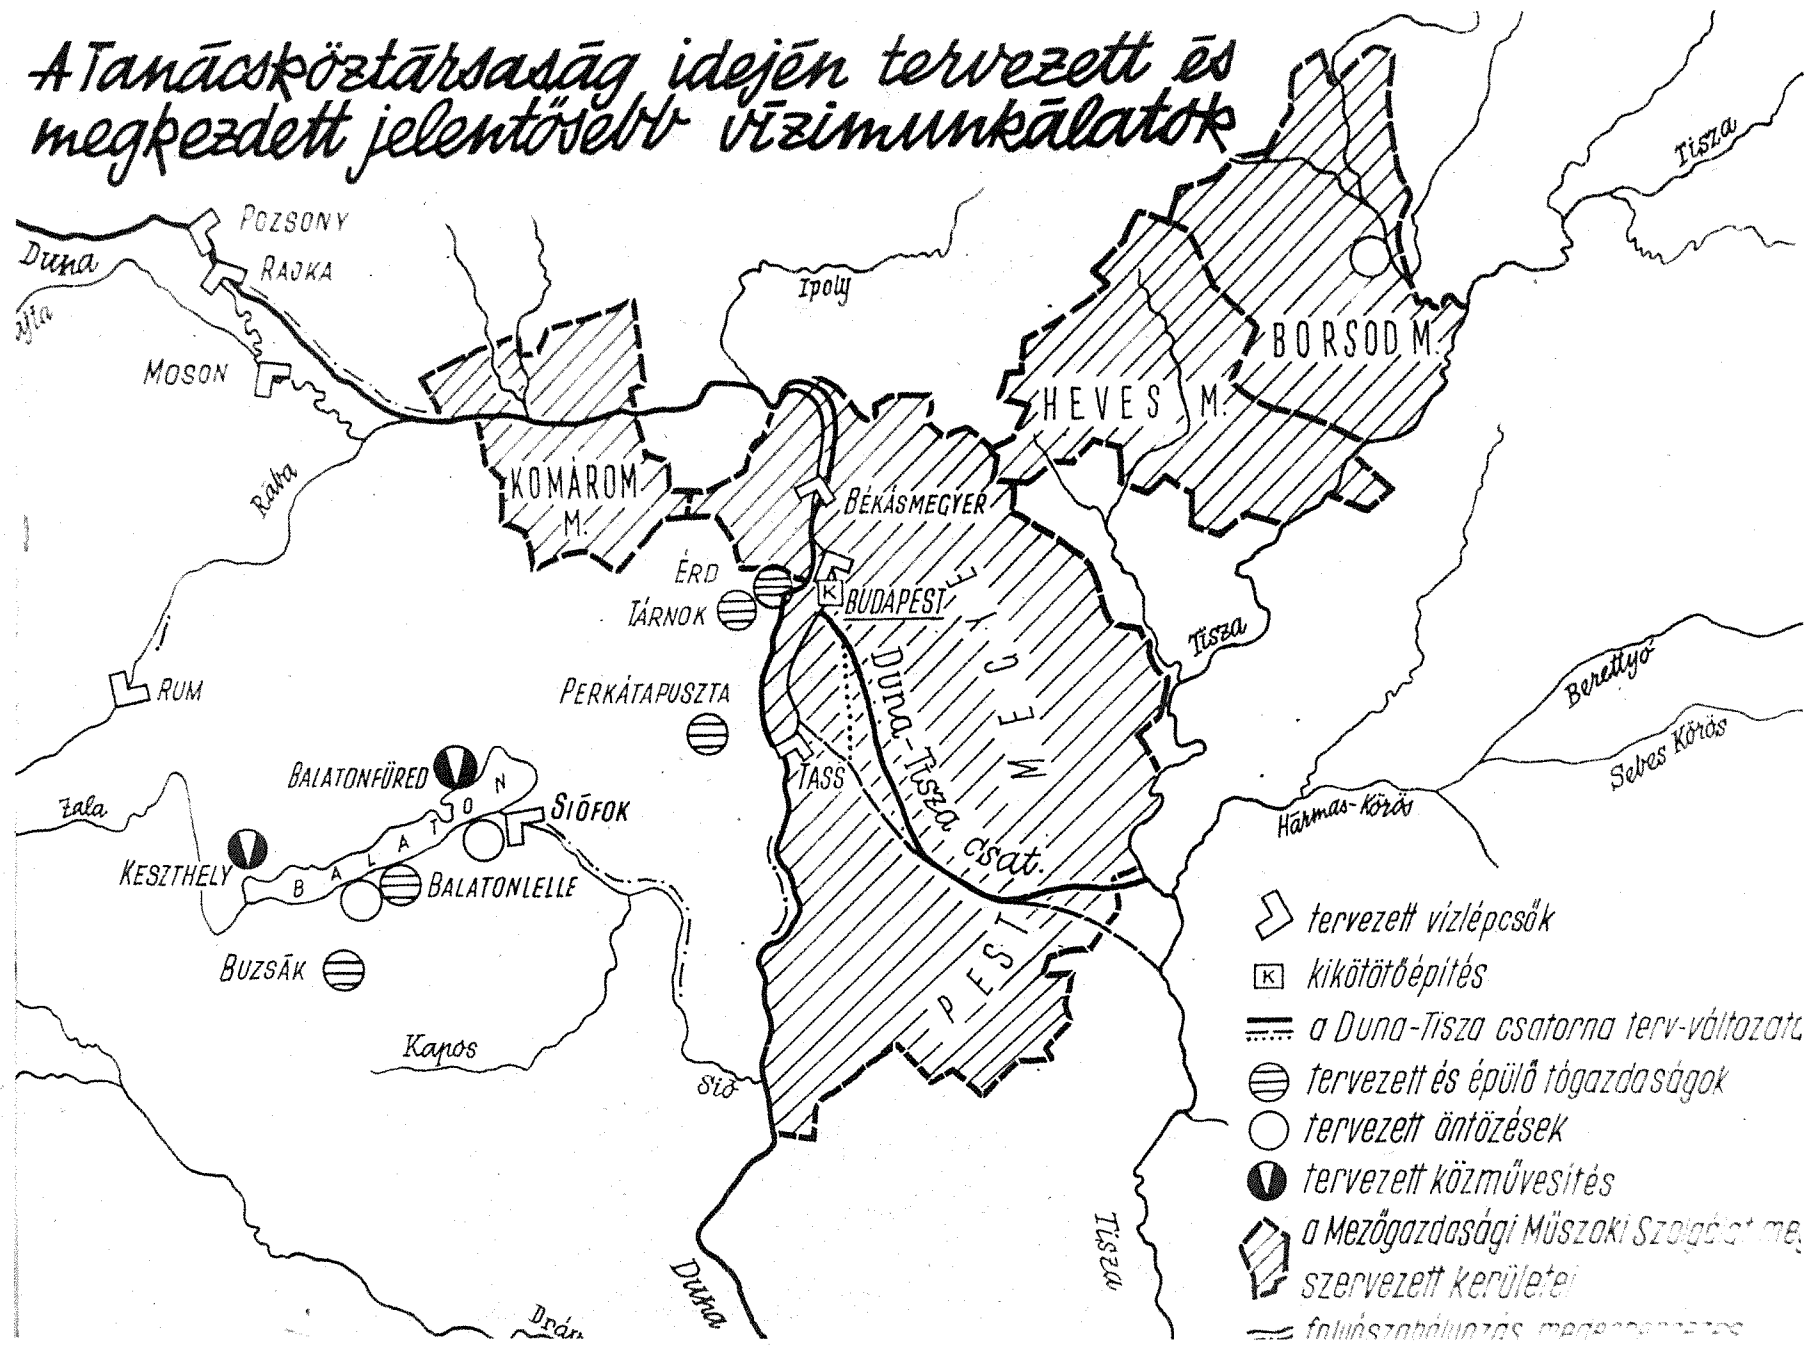 A Tanácsköztársaság idején tervezett és
megkezdett jelentősebb vízimunkálatok
Tisza
POZSONY
Duna
RAJKA
Ipoly
MOSON
BORSOD M.
HEVES M.
Rába
KOMÁROM
M.
BÉKÁSMEGYER
ÉRD
TÁRNOK
K
BUDAPEST
Tisza
RUM
PERKÁTAPUSZTA
Duna-Tisza csat.
PEST MEGYE
Berettyó
Sebes Körös
BALATONFÜRED
TASS
Zala
SIÓFOK
Hármas-Körös
KESZTHELY
BALATON
BALATONLELLE
BUZSÁK
Kapos
Sió
tervezett vízlépcsők
K kikötőtőépítés
a Duna-Tisza csatorna
tervezett és épülő tógazdaságok
tervezett öntözések
tervezett közművesítés
a Mezőgazdasági Műszaki Szolgálat
szervezett kerületei
Tisza
Duna